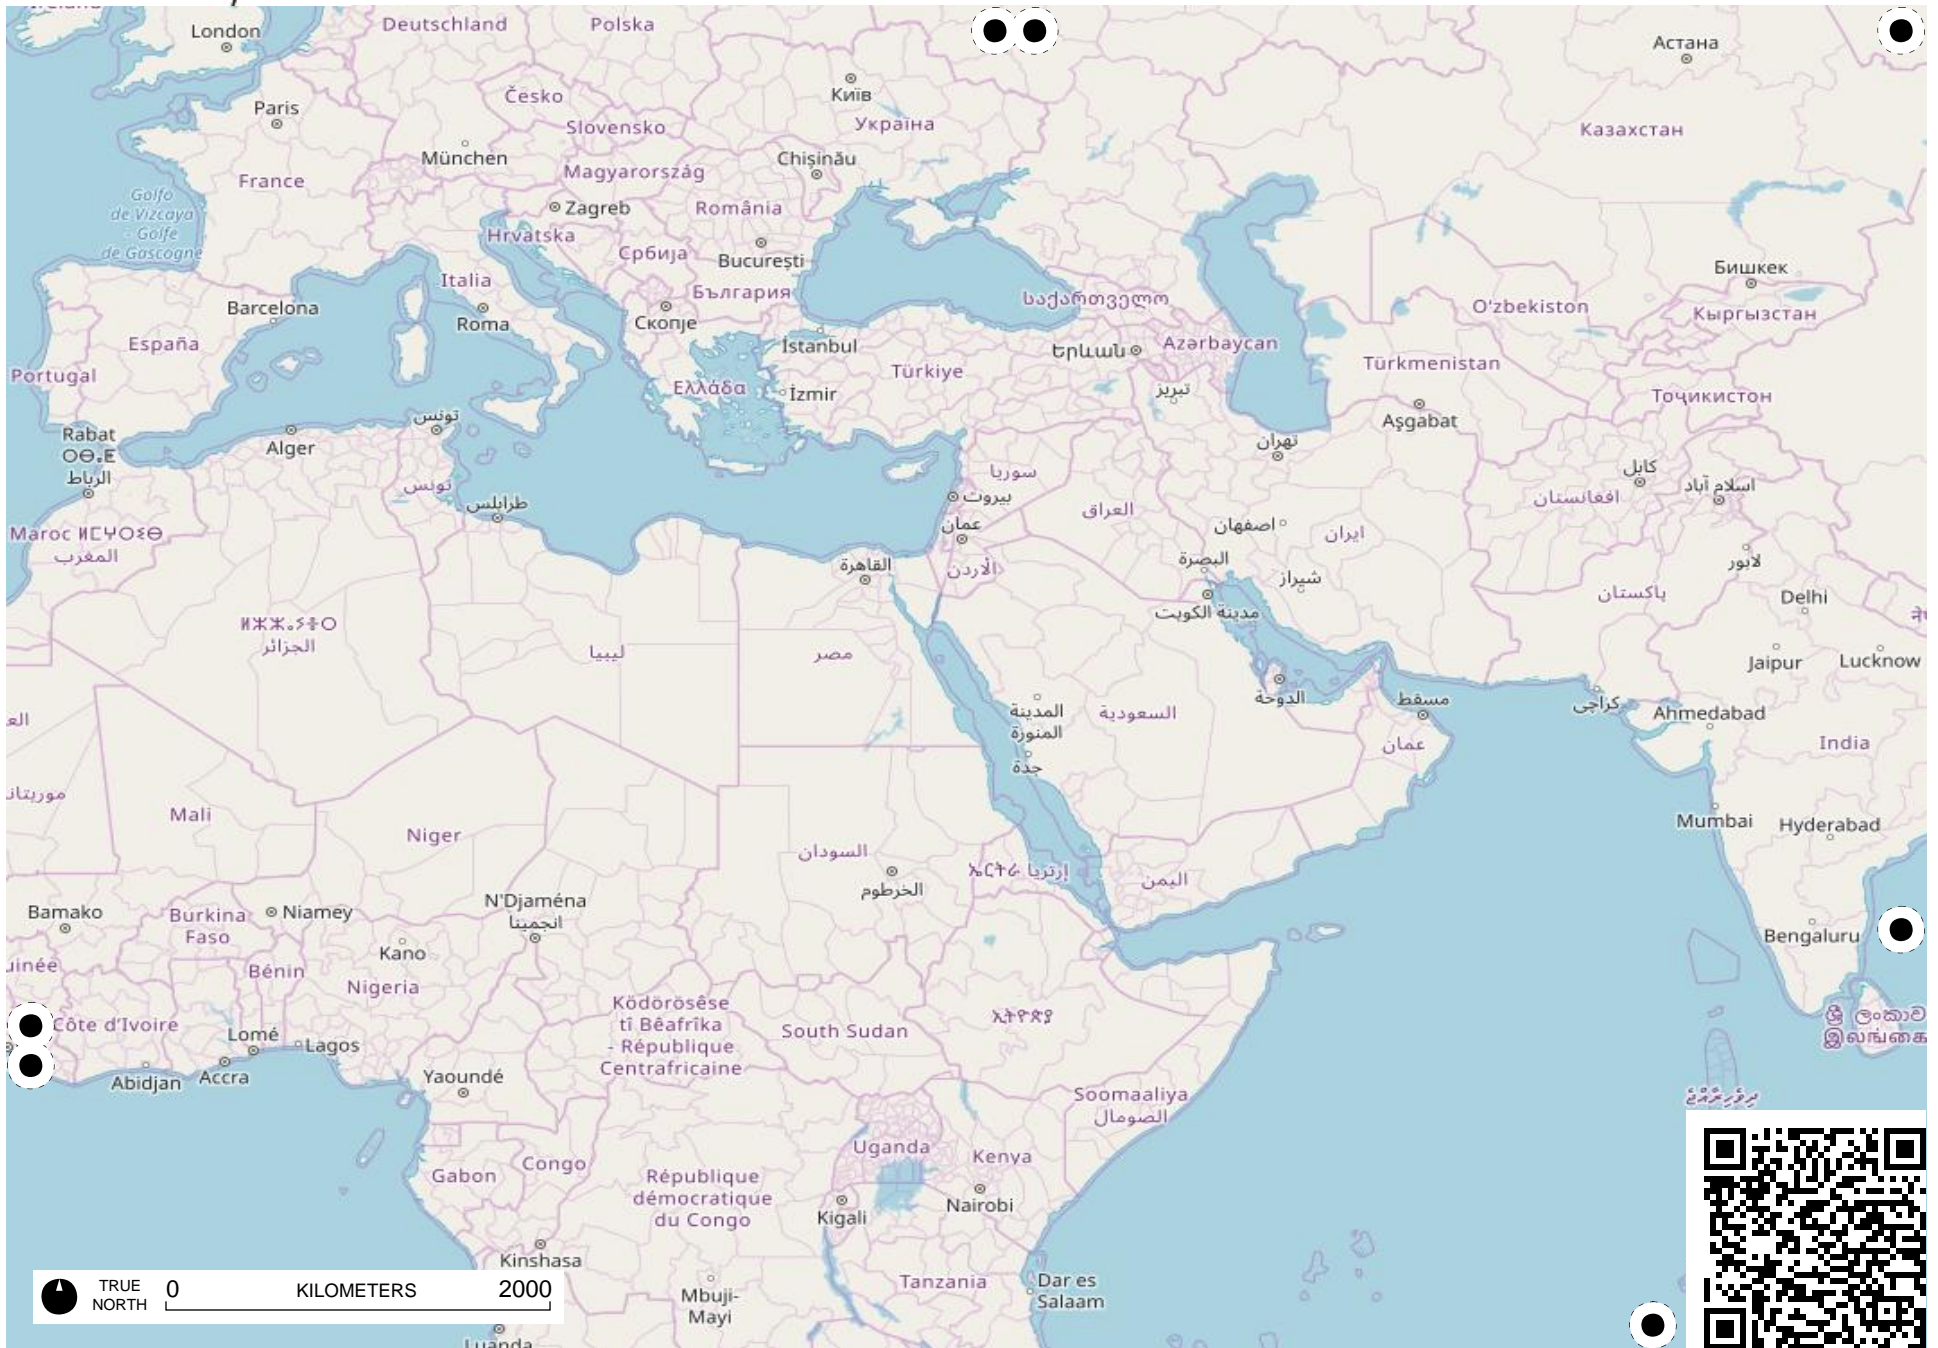 London
Deutschland
Polska
Астана
Paris
Česko
Київ
Україна
Slovensko
Казахстан
München
Chișinău
France
Magyarország
Golfo
de Vizcaya
- Golfe
de Gascogne
Zagreb
România
Hrvatska
Србија
București
Бишкек
Italia
България
საქართველო
O'zbekiston
Кыргызстан
Barcelona
Roma
Скопје
España
İstanbul
Երևան
Azərbaycan
Türkmenistan
Portugal
Ελλάδα
İzmir
Türkiye
تبریز
Тоҷикистон
Aşgabat
تونس
Rabat
ⵔⴱⴰⵟ
الرباط
Alger
تهران
تونس
سوريا
كابل
افغانستان
اسلام آباد
طرابلس
بيروت
العراق
Maroc ⵍⵎⵖⵔⵉⴱ
المغرب
عمان
اصفهان
ایران
القاهرة
الأردن
البصرة
شیراز
لاہور
مدينة الكويت
پاکستان
Delhi
ⵍⵣⵣⴰⵢⴻⵔ
الجزائر
ليبيا
مصر
Jaipur
Lucknow
المدينة
المنورة
السعودية
الدوحة
مسقط
کراچی
Ahmedabad
عمان
India
جدة
Mali
Niger
Mumbai
Hyderabad
السودان
الخرطوم
ኤርትራ إرتريا
اليمن
Bamako
Burkina
Faso
Niamey
N'Djaména
انجمينا
Kano
Bengaluru
Bénin
Nigeria
Côte d'Ivoire
Lomé
Lagos
Ködörösêse
tî Bêafrîka
- République
Centrafricaine
South Sudan
ኢትዮጵያ
Abidjan
Accra
Yaoundé
Soomaaliya
الصومال
ދިވެހިރާއްޖެ
Uganda
Kenya
Gabon
Congo
République
démocratique
du Congo
Kigali
Nairobi
Kinshasa
Tanzania
Dar es
Salaam
Mbuji-
Mayi
Luanda
TRUE
NORTH
0 KILOMETERS 2000